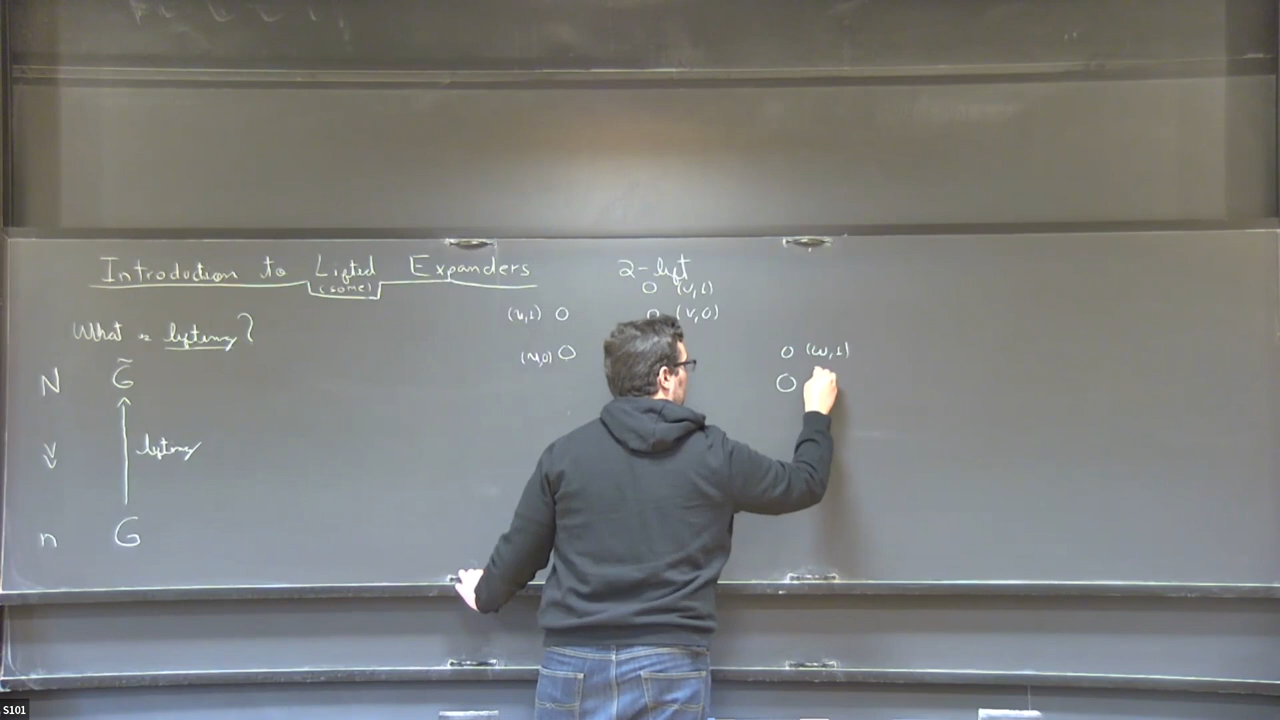 Introduction to Lifted Expanders
(some)
What is lifting?
N
G̃
∨
∨
lifting
n
G
2-lift
(v,1)
(u,1)
(v,0)
(u,0)
(w,1)
S101